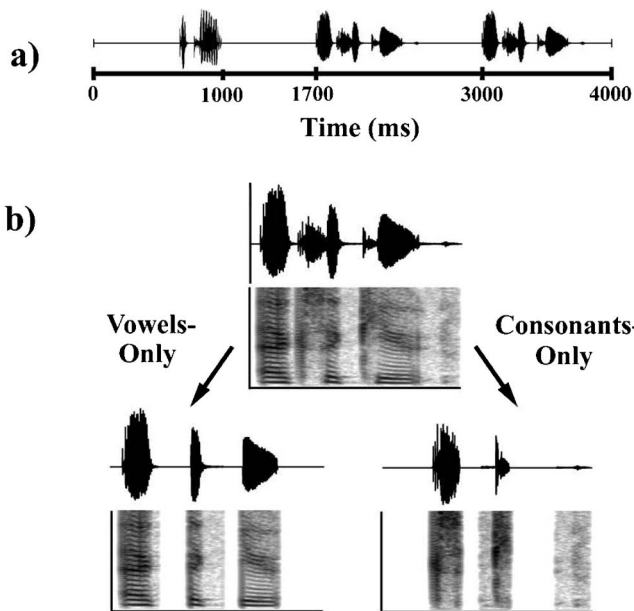 a)
0 1000 1700 3000 4000
Time (ms)
b)
Vowels-
Only
Consonants-
Only